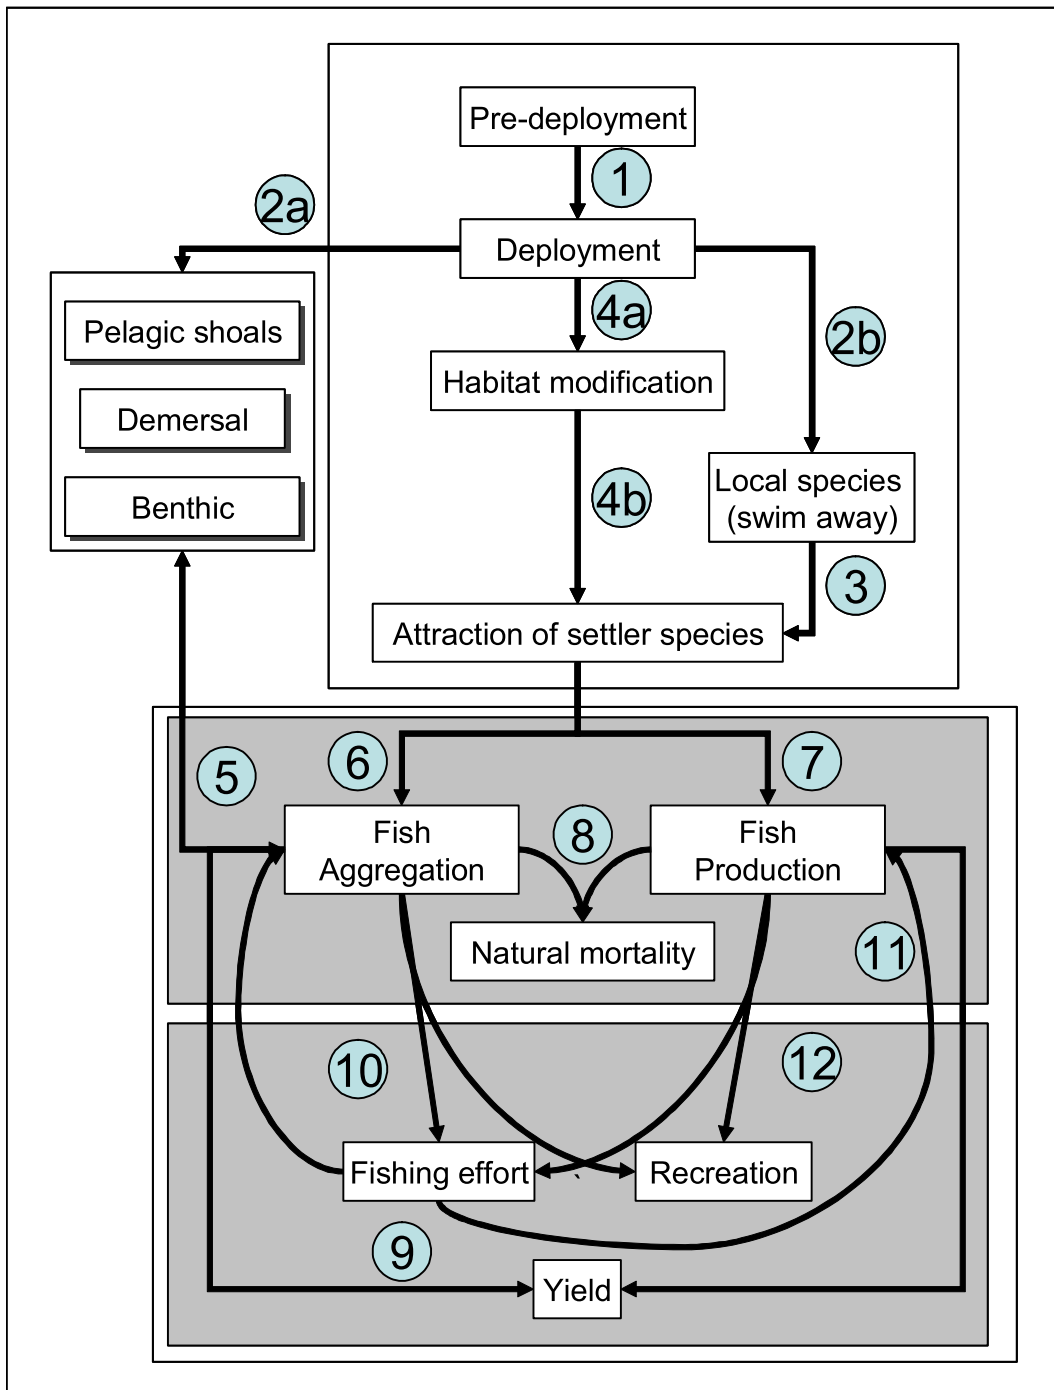 Pre-deployment
1
2a
Deployment
4a
2b
Pelagic shoals
Habitat modification
Demersal
Local species
(swim away)
4b
Benthic
3
Attraction of settler species
5
6
7
Fish
Aggregation
8
Fish
Production
Natural mortality
11
10
12
Fishing effort
`
Recreation
9
Yield